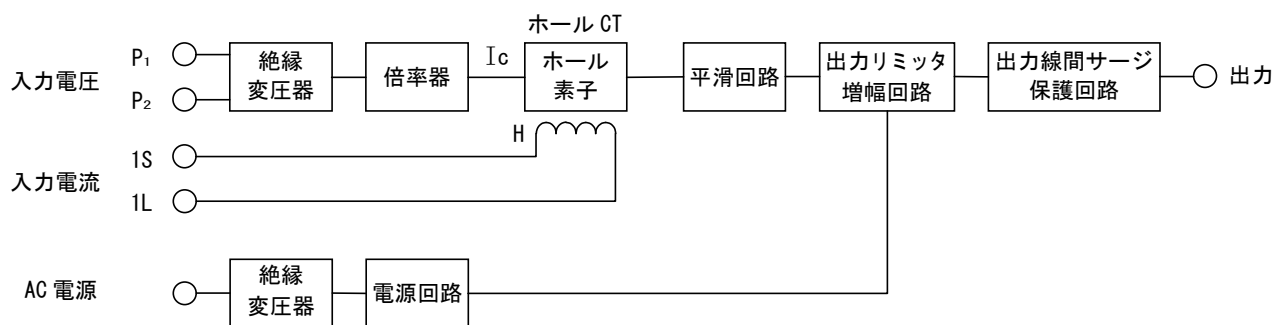 ホール CT
入力電圧
P₁
P₂
絶縁
変圧器
倍率器
Ic
ホール
素子
平滑回路
出力リミッタ
増幅回路
出力線間サージ
保護回路
出力
H
入力電流
1S
1L
AC 電源
絶縁
変圧器
電源回路